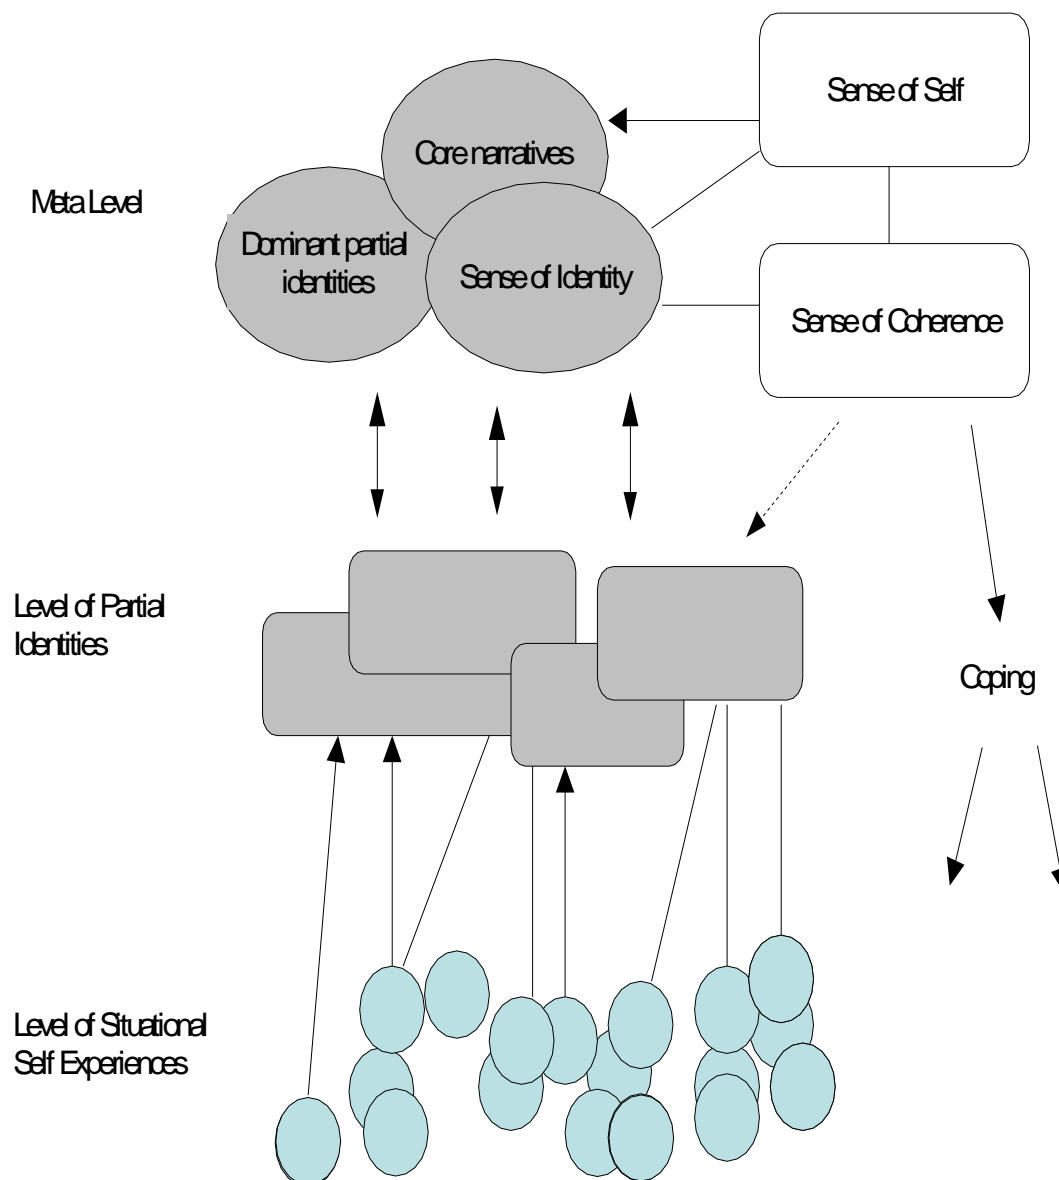 Sense of Self
Core narratives
Meta Level
Dominant partial
identities
Sense of Identity
Sense of Coherence
Level of Partial
Identities
Coping
Level of Situational
Self Experiences